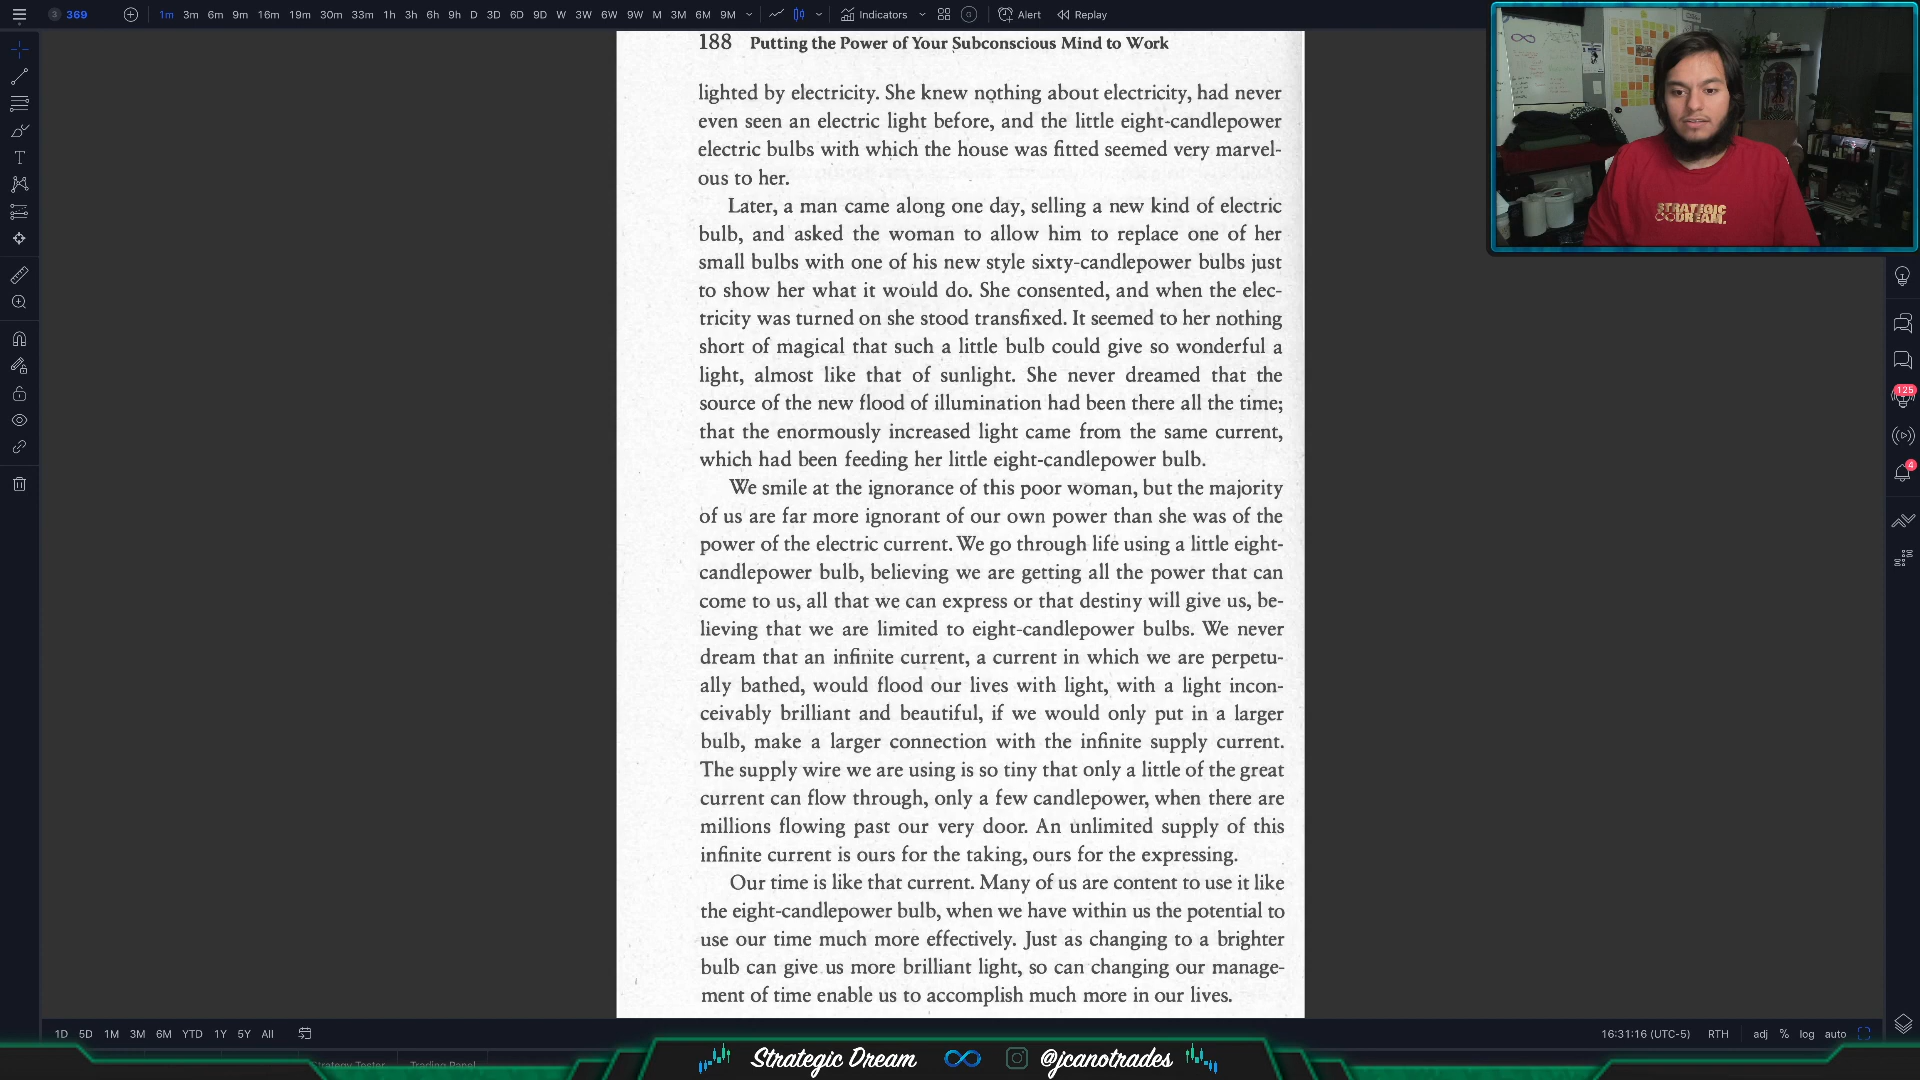 3 369 1m 3m 6m 9m 16m 19m 30m 33m 1h 3h 6h 9h D 3D 6D 9D W 3W 6W 9W M 3M 6M 9M Indicators Alert Replay
188 Putting the Power of Your Subconscious Mind to Work
lighted by electricity. She knew nothing about electricity, had never
even seen an electric light before, and the little eight-candlepower
electric bulbs with which the house was fitted seemed very marvel-
ous to her.
Later, a man came along one day, selling a new kind of electric
bulb, and asked the woman to allow him to replace one of her
small bulbs with one of his new style sixty-candlepower bulbs just
to show her what it would do. She consented, and when the elec-
tricity was turned on she stood transfixed. It seemed to her nothing
short of magical that such a little bulb could give so wonderful a
light, almost like that of sunlight. She never dreamed that the
source of the new flood of illumination had been there all the time;
that the enormously increased light came from the same current,
which had been feeding her little eight-candlepower bulb.
We smile at the ignorance of this poor woman, but the majority
of us are far more ignorant of our own power than she was of the
power of the electric current. We go through life using a little eight-
candlepower bulb, believing we are getting all the power that can
come to us, all that we can express or that destiny will give us, be-
lieving that we are limited to eight-candlepower bulbs. We never
dream that an infinite current, a current in which we are perpetu-
ally bathed, would flood our lives with light, with a light incon-
ceivably brilliant and beautiful, if we would only put in a larger
bulb, make a larger connection with the infinite supply current.
The supply wire we are using is so tiny that only a little of the great
current can flow through, only a few candlepower, when there are
millions flowing past our very door. An unlimited supply of this
infinite current is ours for the taking, ours for the expressing.
Our time is like that current. Many of us are content to use it like
the eight-candlepower bulb, when we have within us the potential to
use our time much more effectively. Just as changing to a brighter
bulb can give us more brilliant light, so can changing our manage-
ment of time enable us to accomplish much more in our lives.
STRATEGIC
DREAM.
125
4
1D 5D 1M 3M 6M YTD 1Y 5Y All
16:31:16 (UTC-5) RTH adj % log auto
Strategy Tester Trading Panel
Strategic Dream @jcanotrades